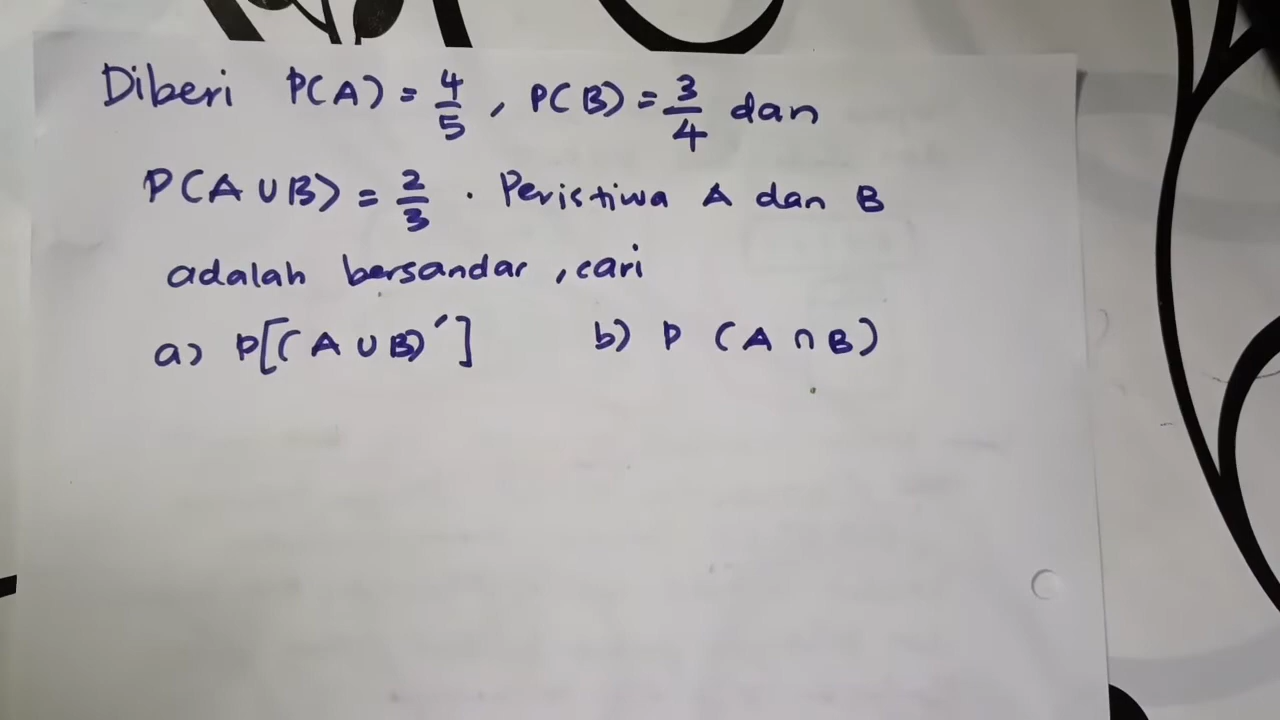 Diberi P(A) = 4/5 , P(B) = 3/4 dan
P(A ∪ B) = 2/3 . Peristiwa A dan B
adalah bersandar , cari
a) P[(A ∪ B)′] b) P (A ∩ B)